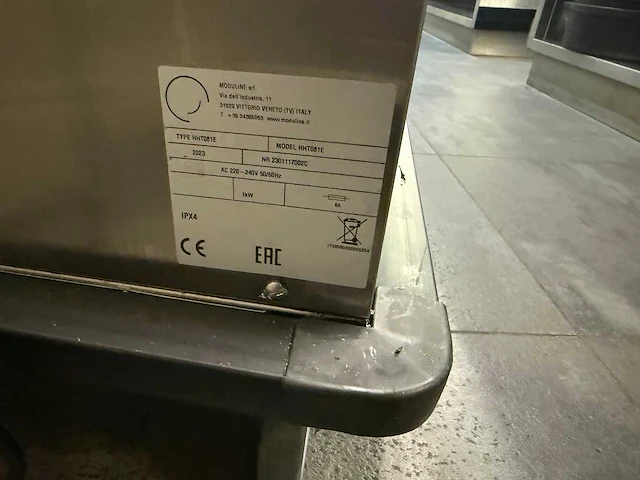 MODULINE srl
Via dell'Industria, 11
31029 VITTORIO VENETO (TV) ITALY
www.moduline.it
TYPE HHT081E MODEL HHT081E
2023 NR 2301117002C
AC 220~240V 50/60Hz
1kW
IPX4
CE EAC